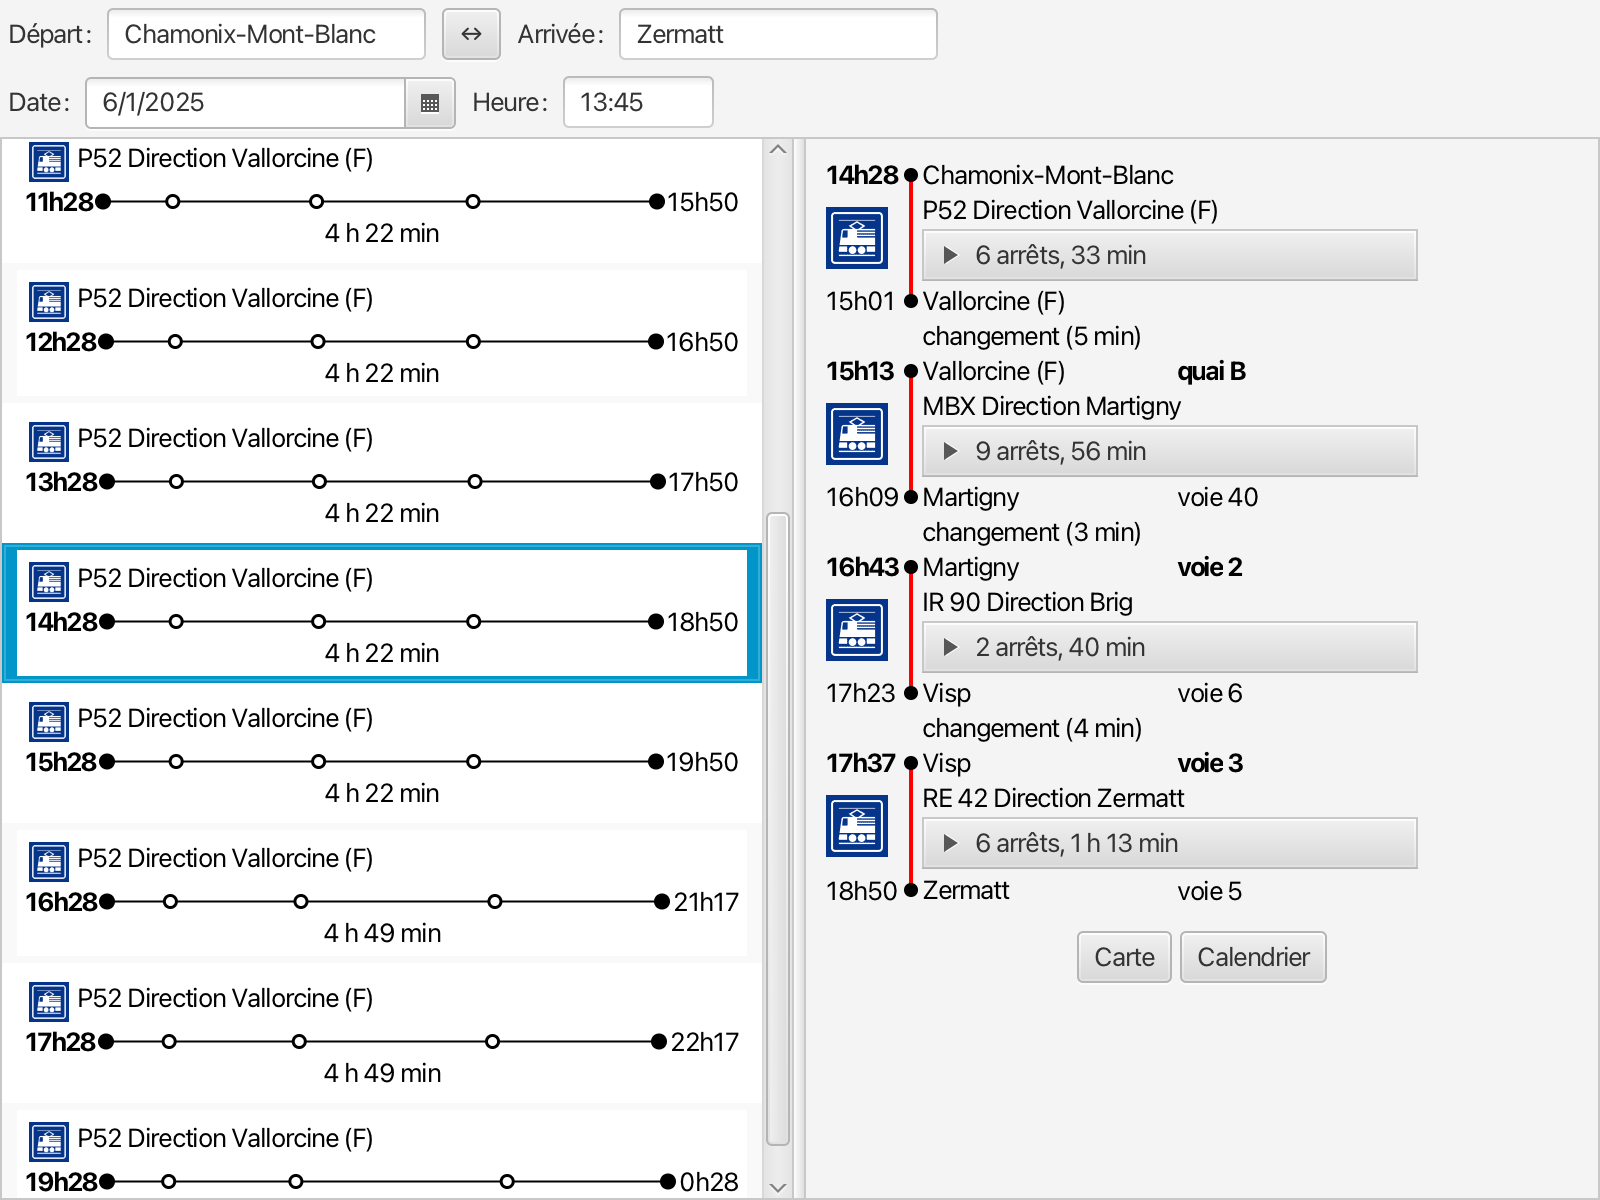 Départ: Chamonix-Mont-Blanc ↔ Arrivée: Zermatt
Date: 6/1/2025 Heure: 13:45
P52 Direction Vallorcine (F)
11h28 15h50
4 h 22 min
P52 Direction Vallorcine (F)
12h28 16h50
4 h 22 min
P52 Direction Vallorcine (F)
13h28 17h50
4 h 22 min
P52 Direction Vallorcine (F)
14h28 18h50
4 h 22 min
P52 Direction Vallorcine (F)
15h28 19h50
4 h 22 min
P52 Direction Vallorcine (F)
16h28 21h17
4 h 49 min
P52 Direction Vallorcine (F)
17h28 22h17
4 h 49 min
P52 Direction Vallorcine (F)
19h28 0h28
14h28 Chamonix-Mont-Blanc
P52 Direction Vallorcine (F)
6 arrêts, 33 min
15h01 Vallorcine (F)
changement (5 min)
15h13 Vallorcine (F) quai B
MBX Direction Martigny
9 arrêts, 56 min
16h09 Martigny voie 40
changement (3 min)
16h43 Martigny voie 2
IR 90 Direction Brig
2 arrêts, 40 min
17h23 Visp voie 6
changement (4 min)
17h37 Visp voie 3
RE 42 Direction Zermatt
6 arrêts, 1 h 13 min
18h50 Zermatt voie 5
Carte Calendrier